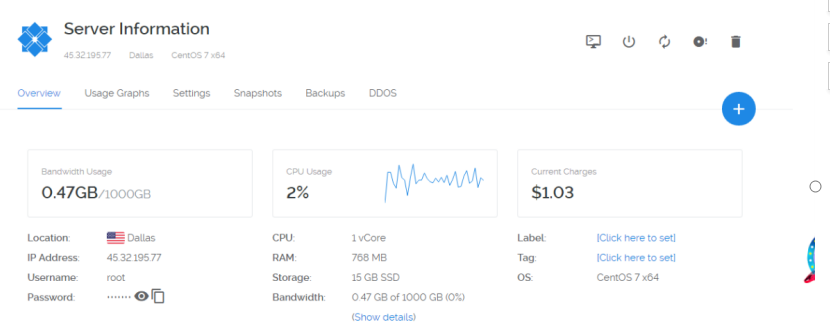 Server Information
45.32.195.77 Dallas CentOS 7 x64
Overview Usage Graphs Settings Snapshots Backups DDOS
+
Bandwidth Usage
0.47GB/1000GB
CPU Usage
2%
Current Charges
$1.03
Location: Dallas
IP Address: 45.32.195.77
Username: root
Password: ·······
CPU: 1 vCore
RAM: 768 MB
Storage: 15 GB SSD
Bandwidth: 0.47 GB of 1000 GB (0%)
(Show details)
Label: [Click here to set]
Tag: [Click here to set]
OS: CentOS 7 x64